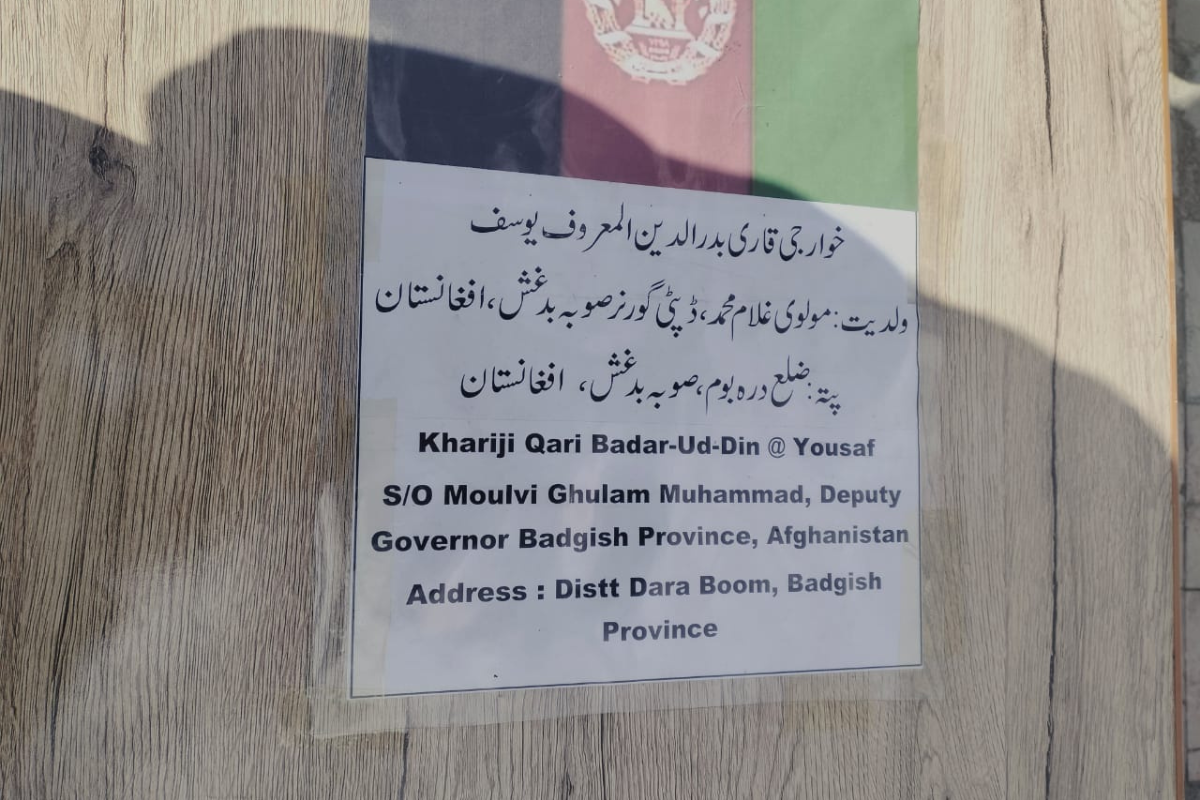 خوارجی قاری بدرالدین المعروف یوسف
ولدیت: مولوی غلام محمد، ڈپٹی گورنر صوبہ بدغش، افغانستان
پتہ: ضلع درہ بوم، صوبہ بدغش، افغانستان
Khariji Qari Badar-Ud-Din @ Yousaf
S/O Moulvi Ghulam Muhammad, Deputy
Governor Badgish Province, Afghanistan
Address : Distt Dara Boom, Badgish
Province